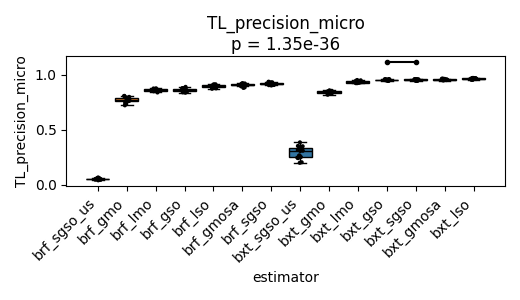 TL_precision_micro
p = 1.35e-36
TL_precision_micro
1.0
0.5
0.0
brf_sgso_us
brf_gmo
brf_lmo
brf_gso
brf_lso
brf_gmosa
brf_sgso
bxt_sgso_us
bxt_gmo
bxt_lmo
bxt_gso
bxt_sgso
bxt_gmosa
bxt_lso
estimator